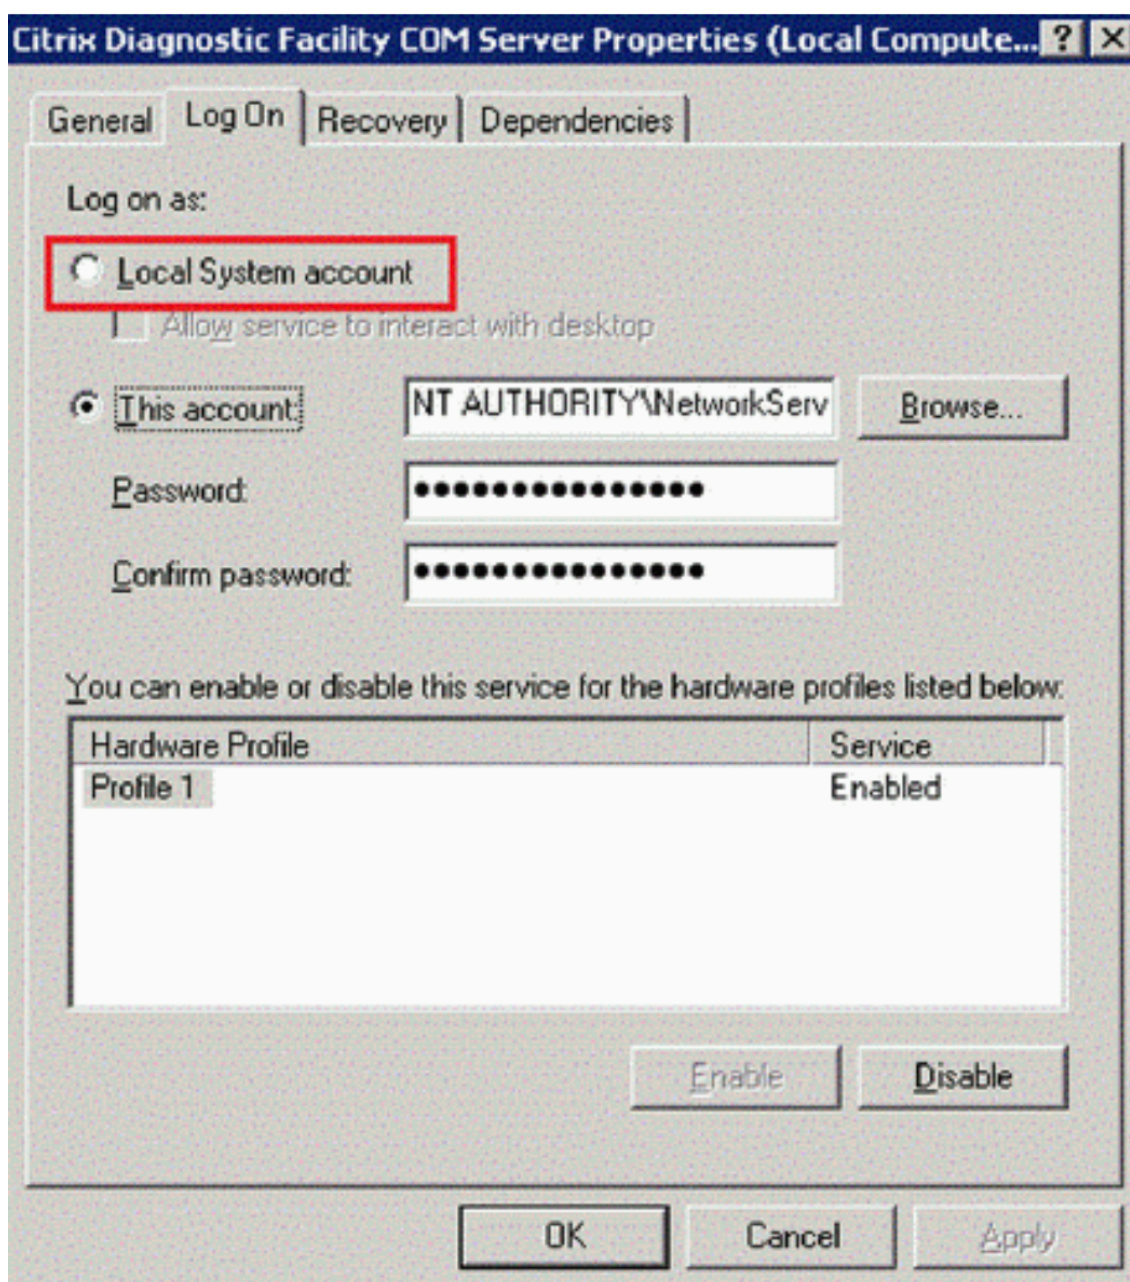 Citrix Diagnostic Facility COM Server Properties (Local Compute...
General Log On Recovery Dependencies
Log on as:
Local System account
Allow service to interact with desktop
This account: NT AUTHORITY\NetworkServ Browse...
Password:
Confirm password:
You can enable or disable this service for the hardware profiles listed below:
Hardware Profile Service
Profile 1 Enabled
Enable Disable
OK Cancel Apply